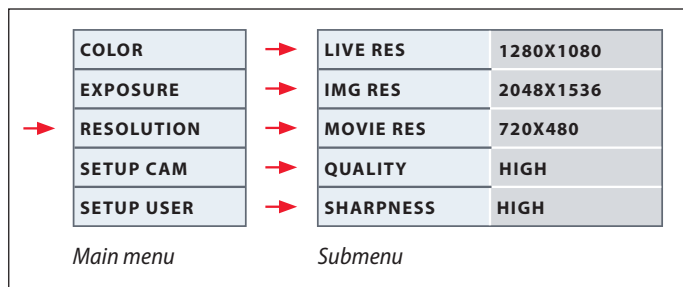 COLOR LIVE RES 1280X1080
EXPOSURE IMG RES 2048X1536
RESOLUTION MOVIE RES 720X480
SETUP CAM QUALITY HIGH
SETUP USER SHARPNESS HIGH
Main menu Submenu